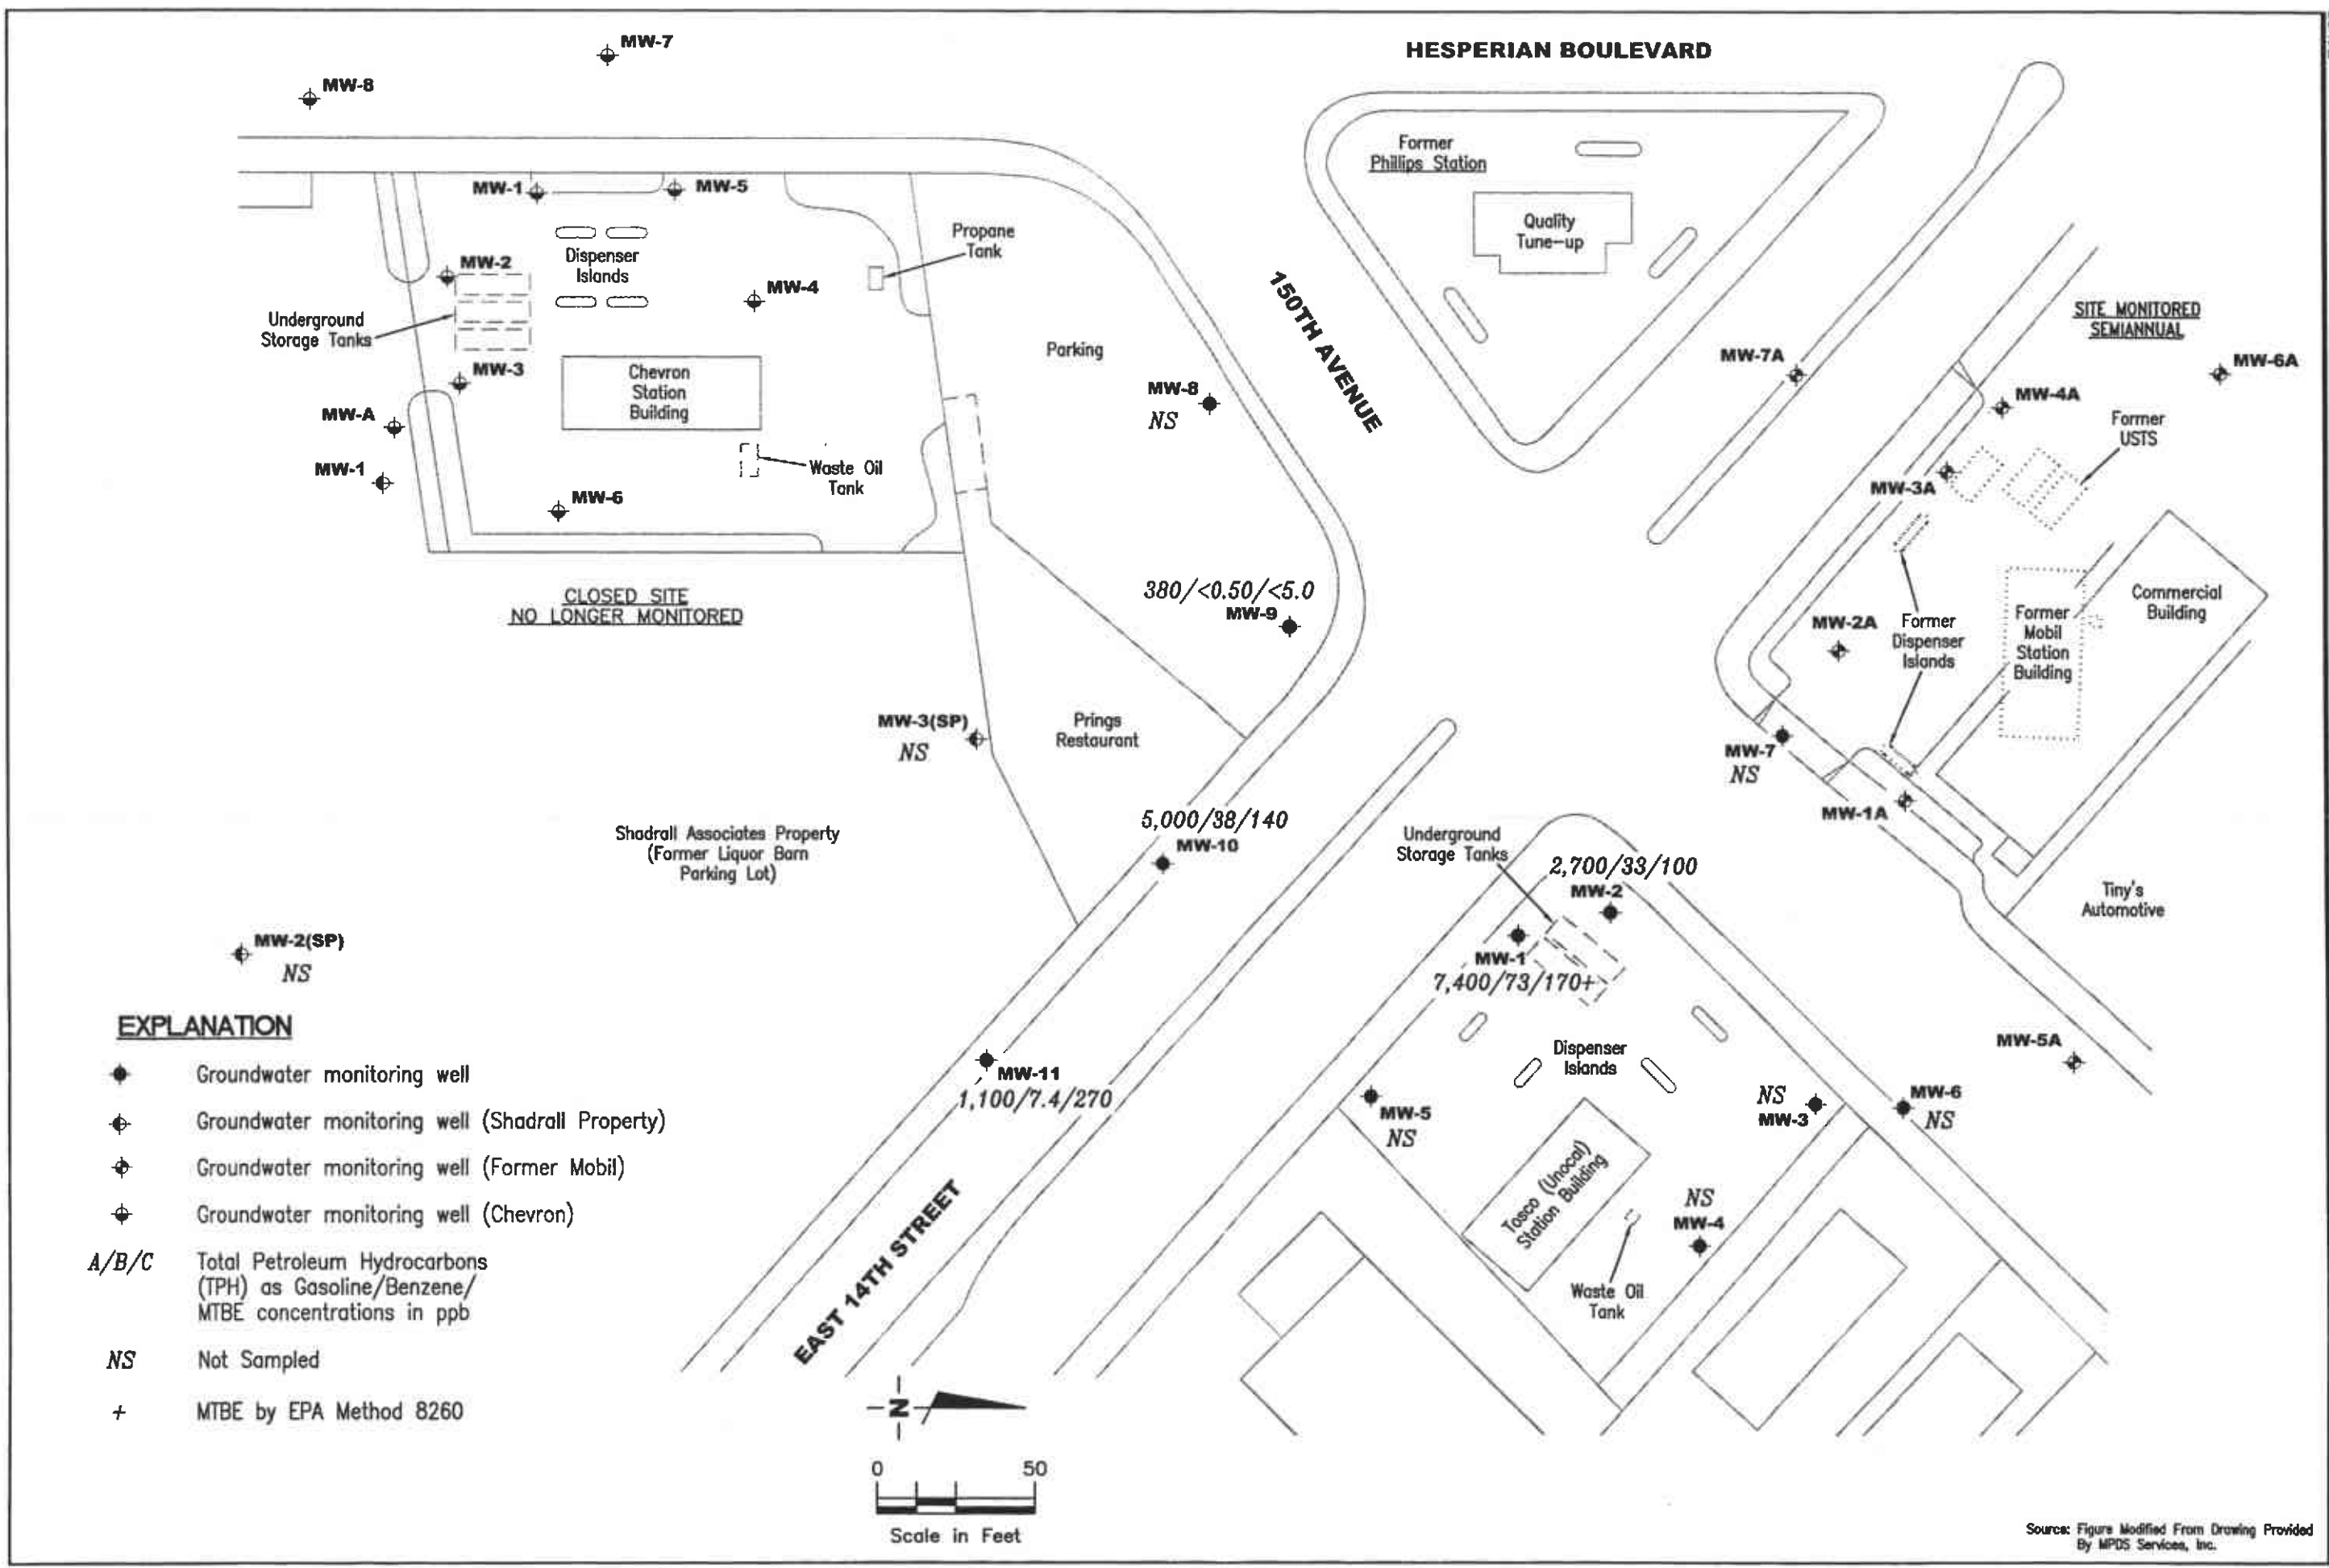 MW-7
HESPERIAN BOULEVARD
MW-8
Former
Phillips Station
MW-1
MW-5
Quality
Tune-up
Propane
Tank
Dispenser
Islands
MW-2
MW-4
150TH AVENUE
Underground
Storage Tanks
SITE MONITORED
SEMIANNUAL
Parking
MW-7A
MW-6A
MW-3
Chevron
Station
Building
MW-8
NS
MW-4A
Former
USTS
MW-A
MW-1
Waste Oil
Tank
MW-3A
MW-6
CLOSED SITE
NO LONGER MONITORED
380/<0.50/<5.0
MW-9
MW-2A
Former
Dispenser
Islands
Former
Mobil
Station
Building
Commercial
Building
MW-3(SP)
NS
Prings
Restaurant
MW-7
NS
MW-1A
5,000/38/140
MW-10
Shadrall Associates Property
(Former Liquor Barn
Parking Lot)
Underground
Storage Tanks
2,700/33/100
MW-2
Tiny's
Automotive
MW-2(SP)
NS
MW-1
7,400/73/170+
EXPLANATION
Groundwater monitoring well
Groundwater monitoring well (Shadrall Property)
Groundwater monitoring well (Former Mobil)
Groundwater monitoring well (Chevron)
A/B/C Total Petroleum Hydrocarbons
(TPH) as Gasoline/Benzene/
MTBE concentrations in ppb
NS Not Sampled
+ MTBE by EPA Method 8260
MW-11
1,100/7.4/270
Dispenser
Islands
MW-5A
MW-5
NS
NS
MW-3
MW-6
NS
Tosco (Unocal)
Station Building
NS
MW-4
Waste Oil
Tank
EAST 14TH STREET
N
0 50
Scale in Feet
Source: Figure Modified From Drawing Provided
By MPDS Services, Inc.